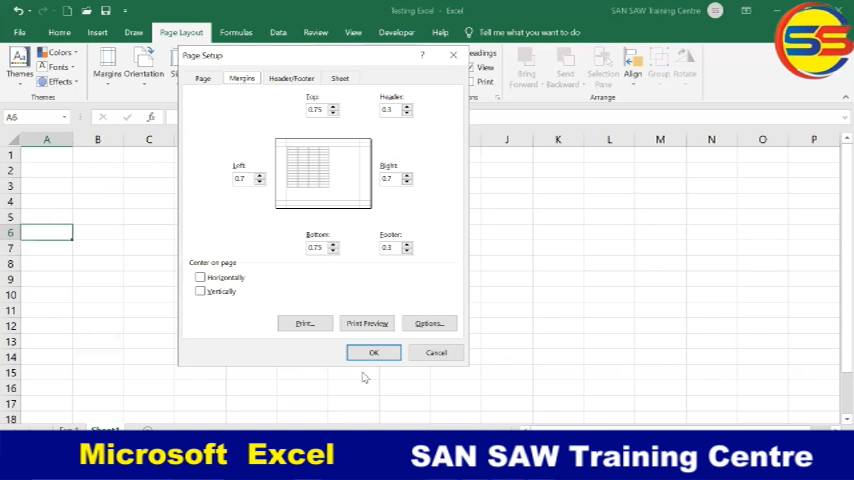 Testing Excel - Excel
SAN SAW Training Centre SS
File Home Insert Draw Page Layout Formulas Data Review View Developer Help Tell me what you want to do
Colors
Fonts
Effects
Themes
Margins Orientation
Themes
Page Setup ?
Page Margins Header/Footer Sheet
Top: Header:
0.75 0.3
Left: Right:
0.7 0.7
Bottom: Footer:
0.75 0.3
Center on page
Horizontally
Vertically
Print... Print Preview Options...
OK Cancel
View
Print
Bring Forward
Send Backward
Selection Pane
Align Group Rotate
Arrange
A6 fx
A B C J K L M N O P
1
2
3
4
5
6
7
8
9
10
11
12
13
14
15
16
17
18
Sheet1
Microsoft Excel SAN SAW Training Centre